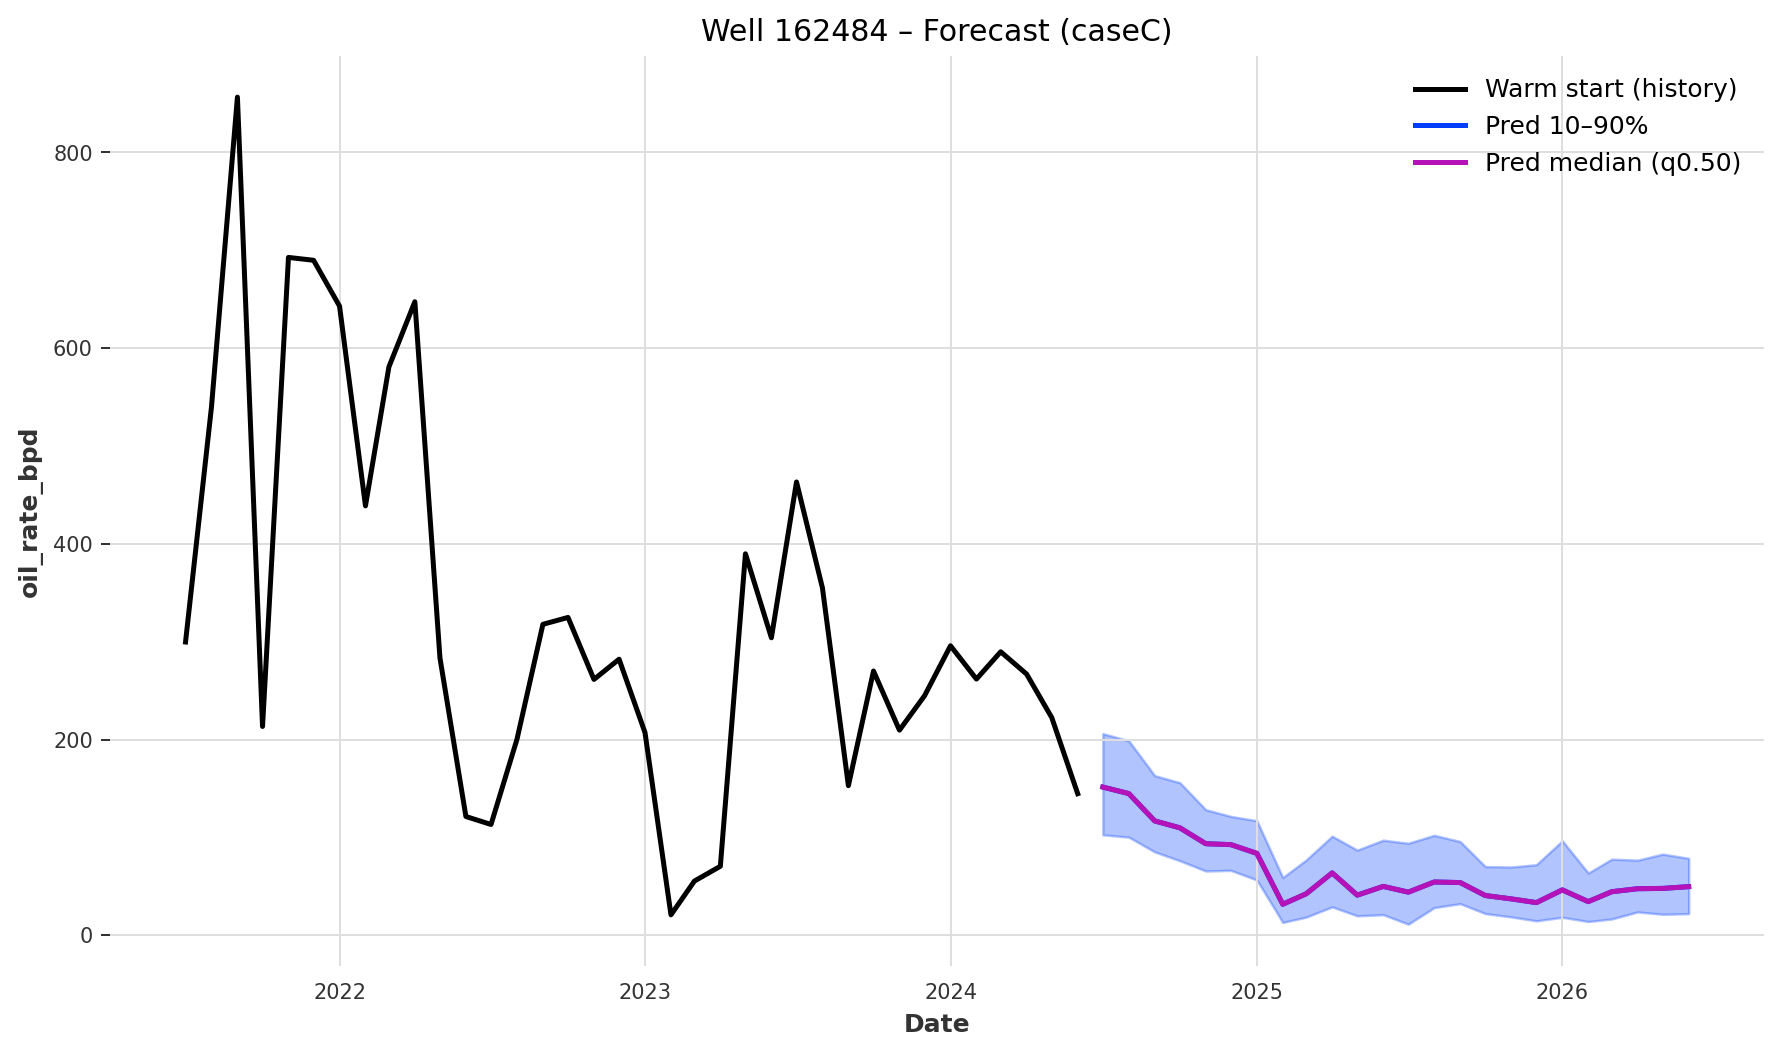 Well 162484 – Forecast (caseC)
Warm start (history)
Pred 10–90%
Pred median (q0.50)
oil_rate_bpd
800
600
400
200
0
2022 2023 2024 2025 2026
Date